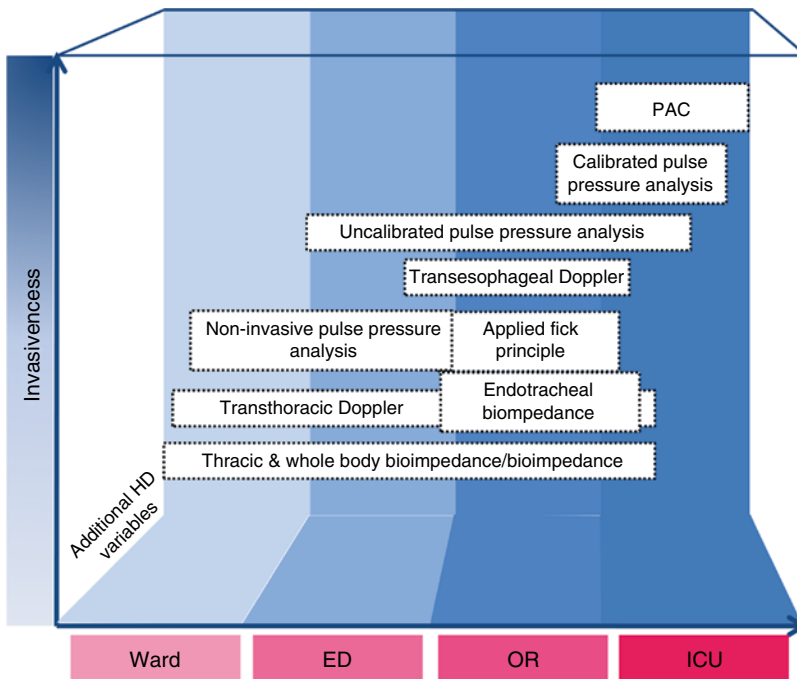 PAC
Calibrated pulse
pressure analysis
Uncalibrated pulse pressure analysis
Transesophageal Doppler
Non-invasive pulse pressure
analysis
Applied fick
principle
Endotracheal
biompedance
Transthoracic Doppler
Thracic & whole body bioimpedance/bioimpedance
Invasivencess
Additional HD
variables
Ward
ED
OR
ICU